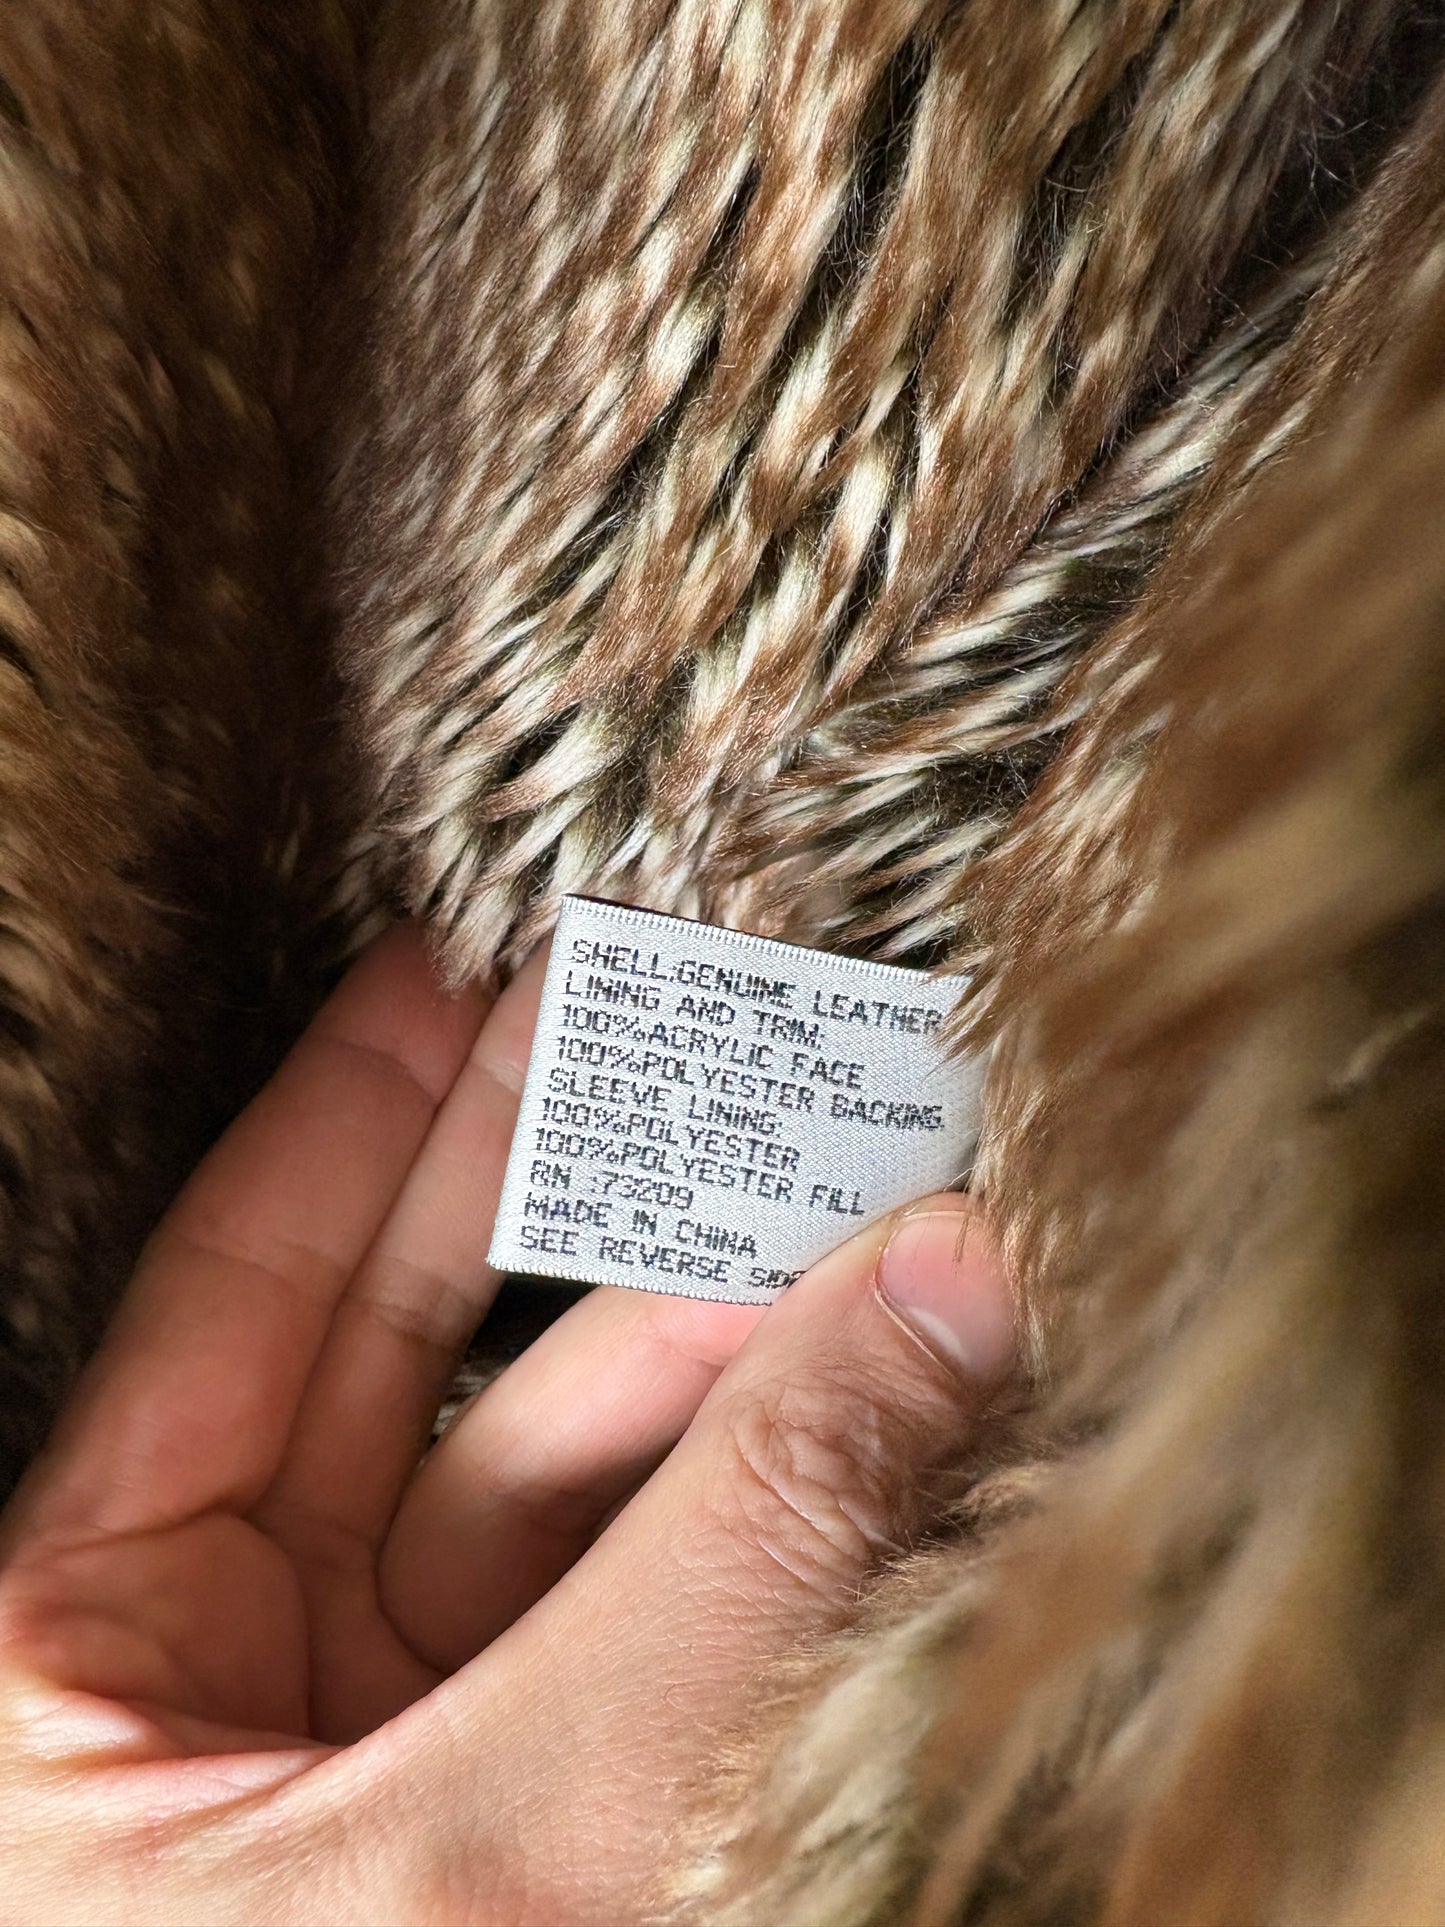 SHELL:GENUINE LEATHER
LINING AND TRIM:
100%ACRYLIC FACE
100%POLYESTER BACKING.
SLEEVE LINING:
100%POLYESTER
100%POLYESTER FILL
RN :73209
MADE IN CHINA
SEE REVERSE SIDE